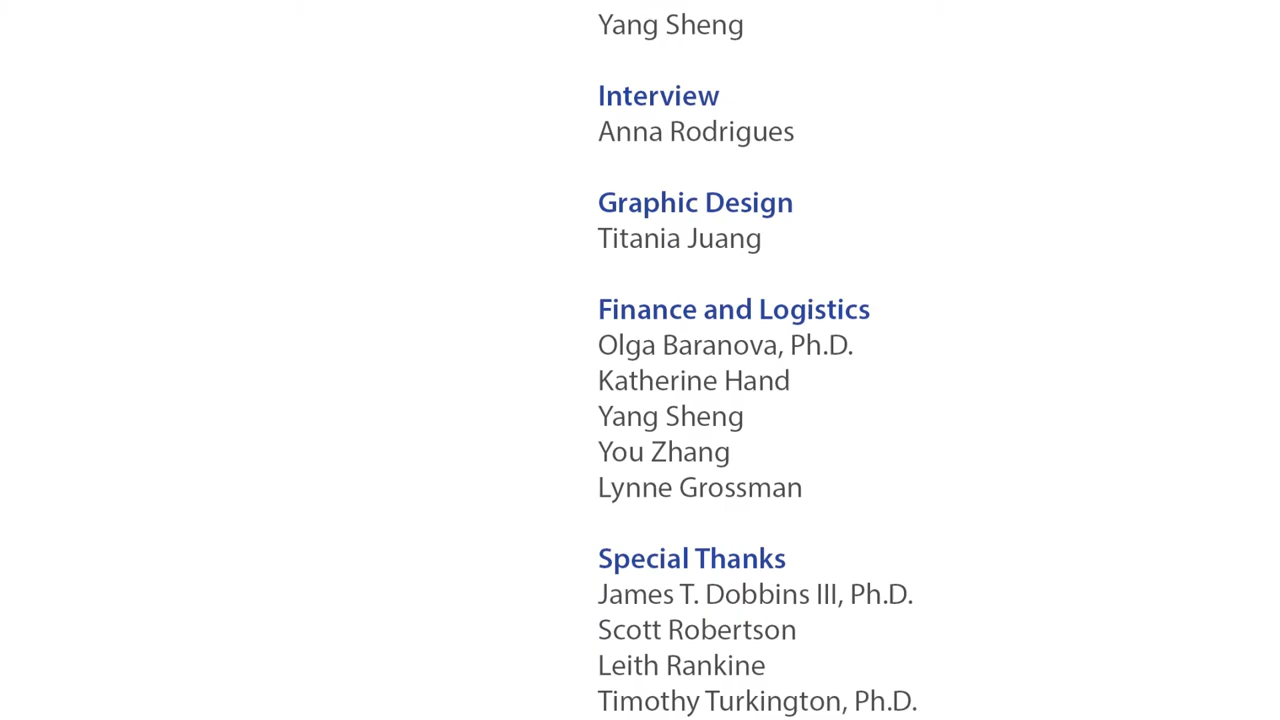 Yang Sheng
Interview
Anna Rodrigues
Graphic Design
Titania Juang
Finance and Logistics
Olga Baranova, Ph.D.
Katherine Hand
Yang Sheng
You Zhang
Lynne Grossman
Special Thanks
James T. Dobbins III, Ph.D.
Scott Robertson
Leith Rankine
Timothy Turkington, Ph.D.